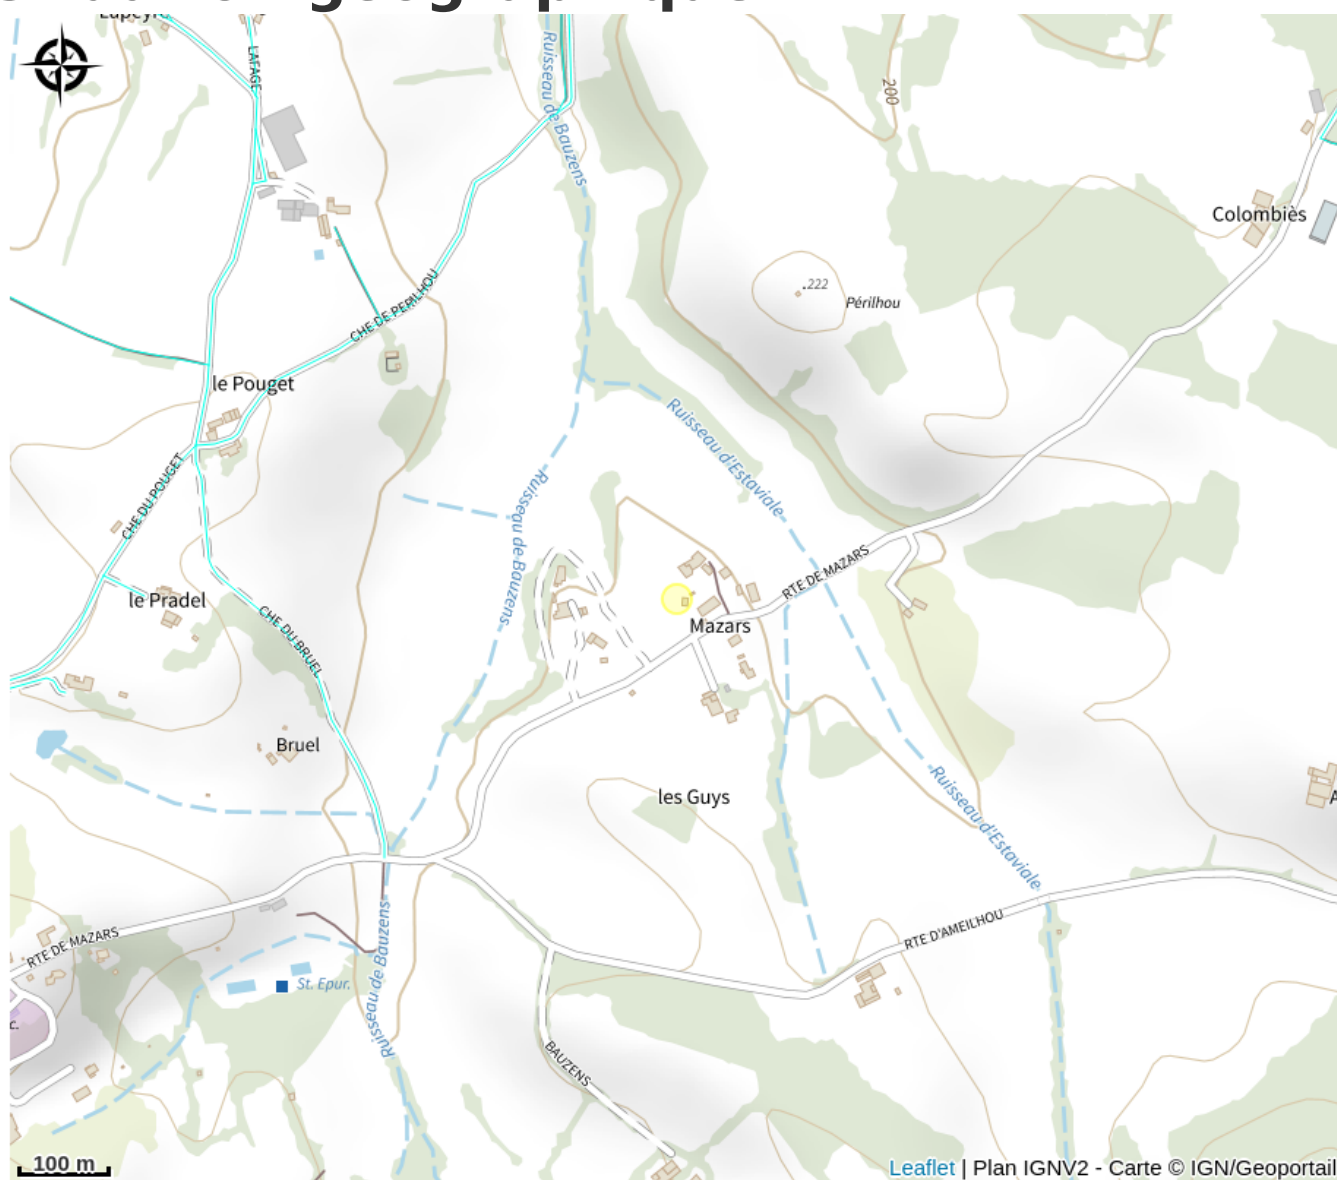 Lapeyr
LAFAGE
Ruisseau de Bauzens
200
Colombiès
.222
Périlhou
CHE DE PERILHOU
le Pouget
Ruisseau d'Estaviale
CHE DU POUGET
Ruisseau de Bauzens
RTE DE MAZARS
le Pradel
CHE DU BRUEL
Mazars
Bruel
les Guys
Ruisseau d'Estaviale
RTE D'AMEILHOU
RTE DE MAZARS
Ruisseau de Bauzens
St. Epur.
c.
A
BAUZENS
100 m
Leaflet | Plan IGNV2 - Carte © IGN/Geoportail